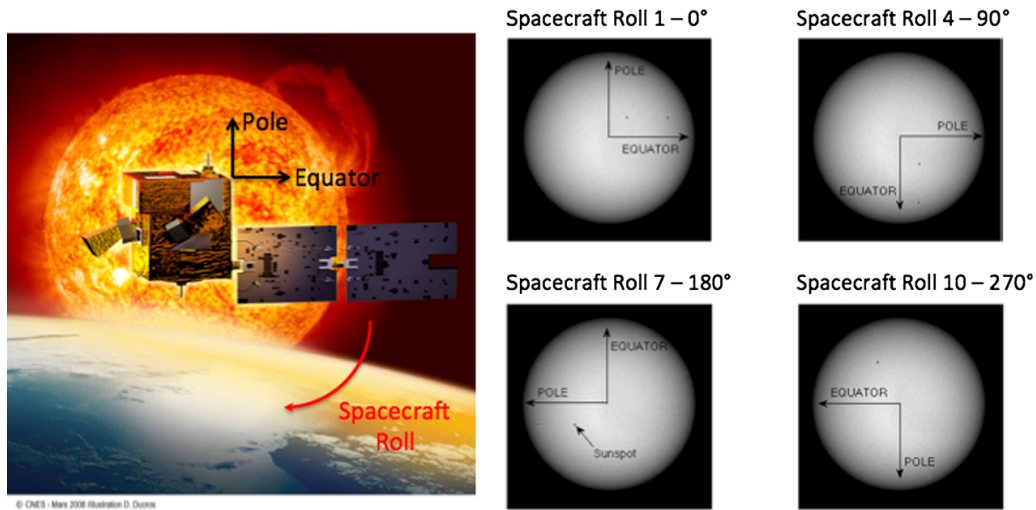 Pole
Equator
Spacecraft
Roll
© CNES - Mars 2008 Illustration D. Ducros
Spacecraft Roll 1 – 0°
POLE
EQUATOR
Spacecraft Roll 4 – 90°
POLE
EQUATOR
Spacecraft Roll 7 – 180°
EQUATOR
POLE
Sunspot
Spacecraft Roll 10 – 270°
EQUATOR
POLE